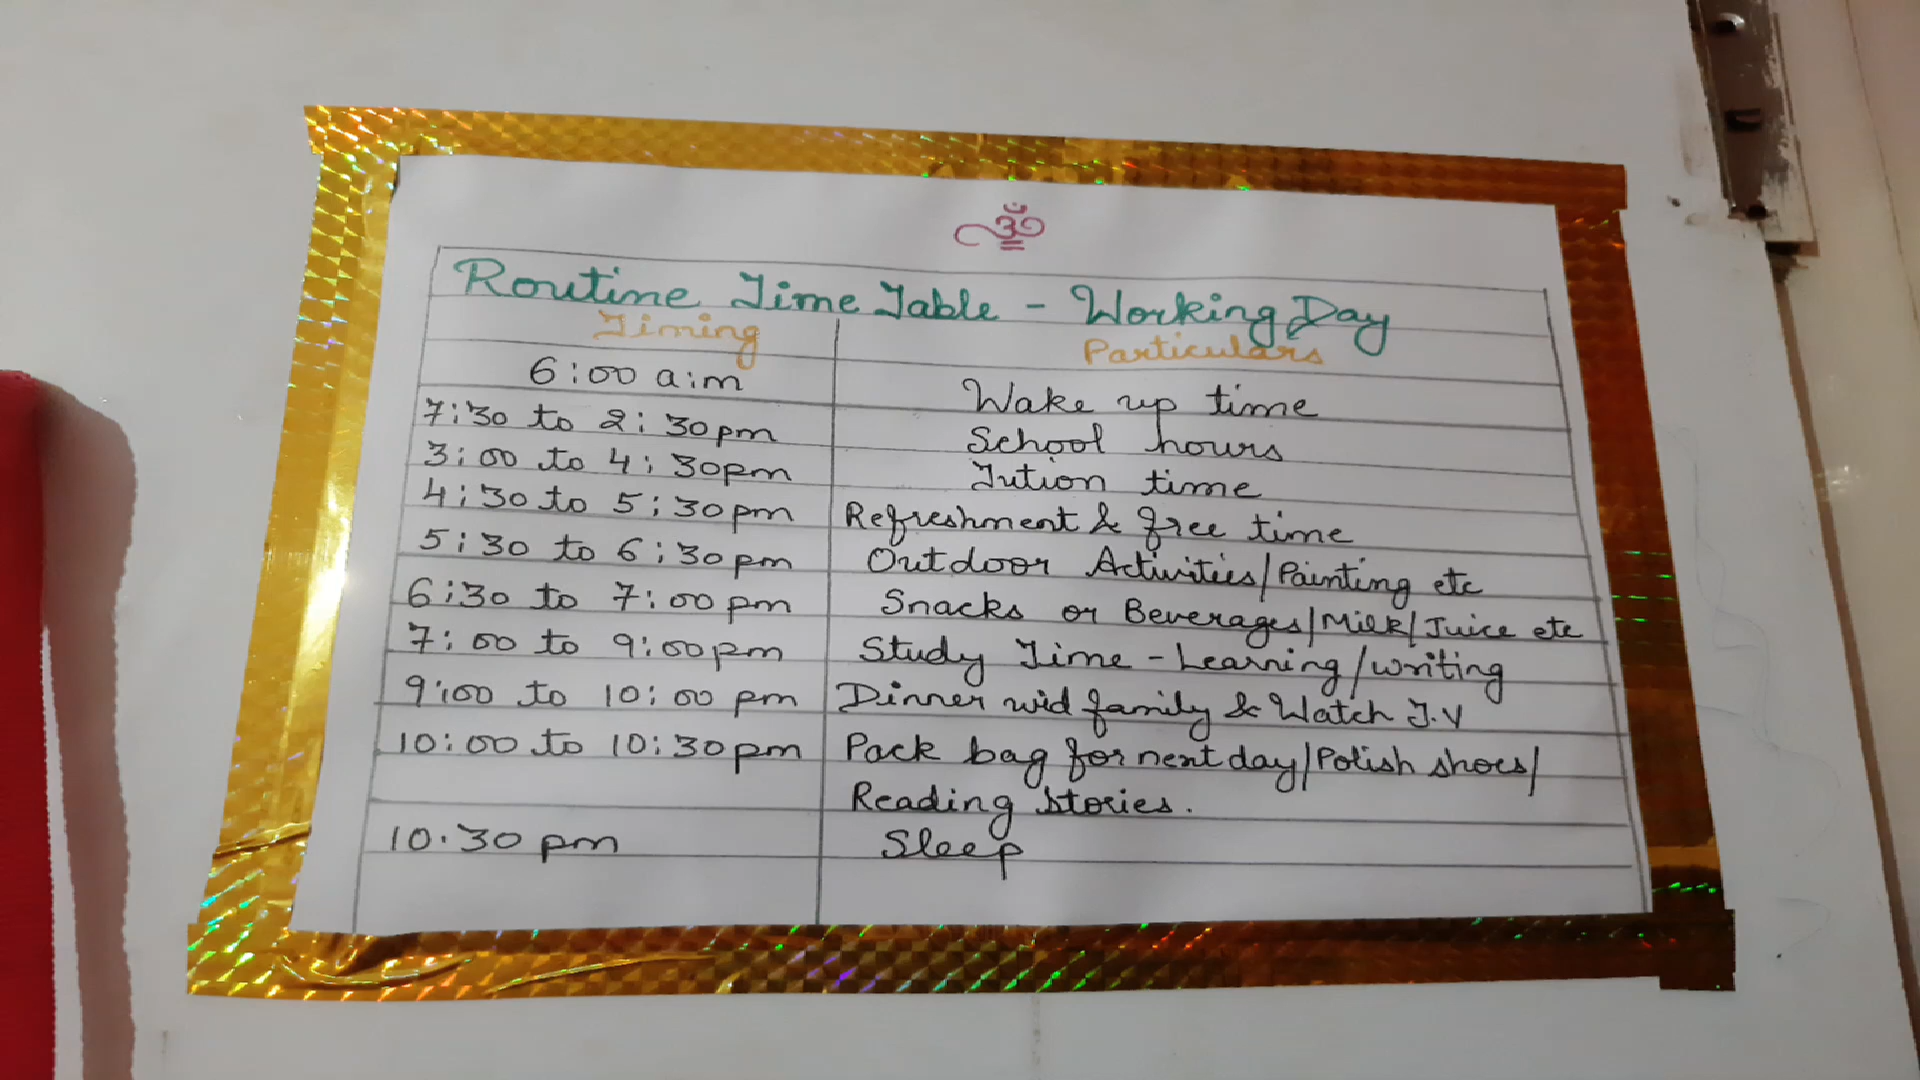 ॐ
Routine Time Table - Working Day
Timing Particulars
6:00 a:m Wake up time
7:30 to 2:30pm School hours
3:00 to 4:30pm Tution time
4:30 to 5:30pm Refreshment & free time
5:30 to 6:30pm Outdoor Activities/Painting etc
6:30 to 7:00pm Snacks or Beverages/Milk/Juice etc
7:00 to 9:00pm Study Time - Learning/writing
9:00 to 10:00 pm Dinner wid family & Watch T.V
10:00 to 10:30pm Pack bag for next day/Polish shoes/
Reading Stories.
10.30 pm Sleep